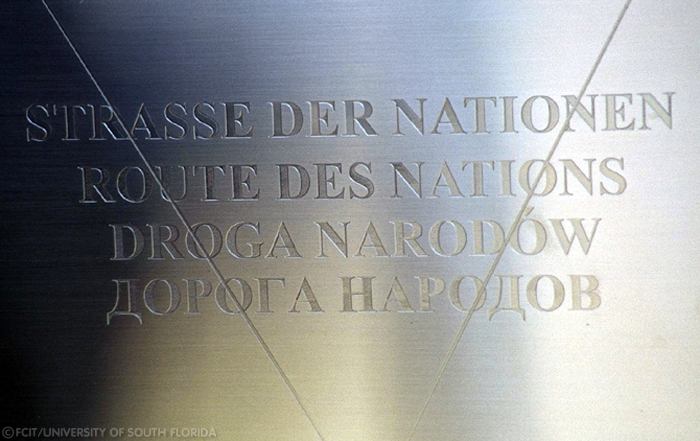 STRASSE DER NATIONEN
ROUTE DES NATIONS
DROGA NARODÓW
ДОРОГА НАРОДОВ
©FCIT/UNIVERSITY OF SOUTH FLORIDA